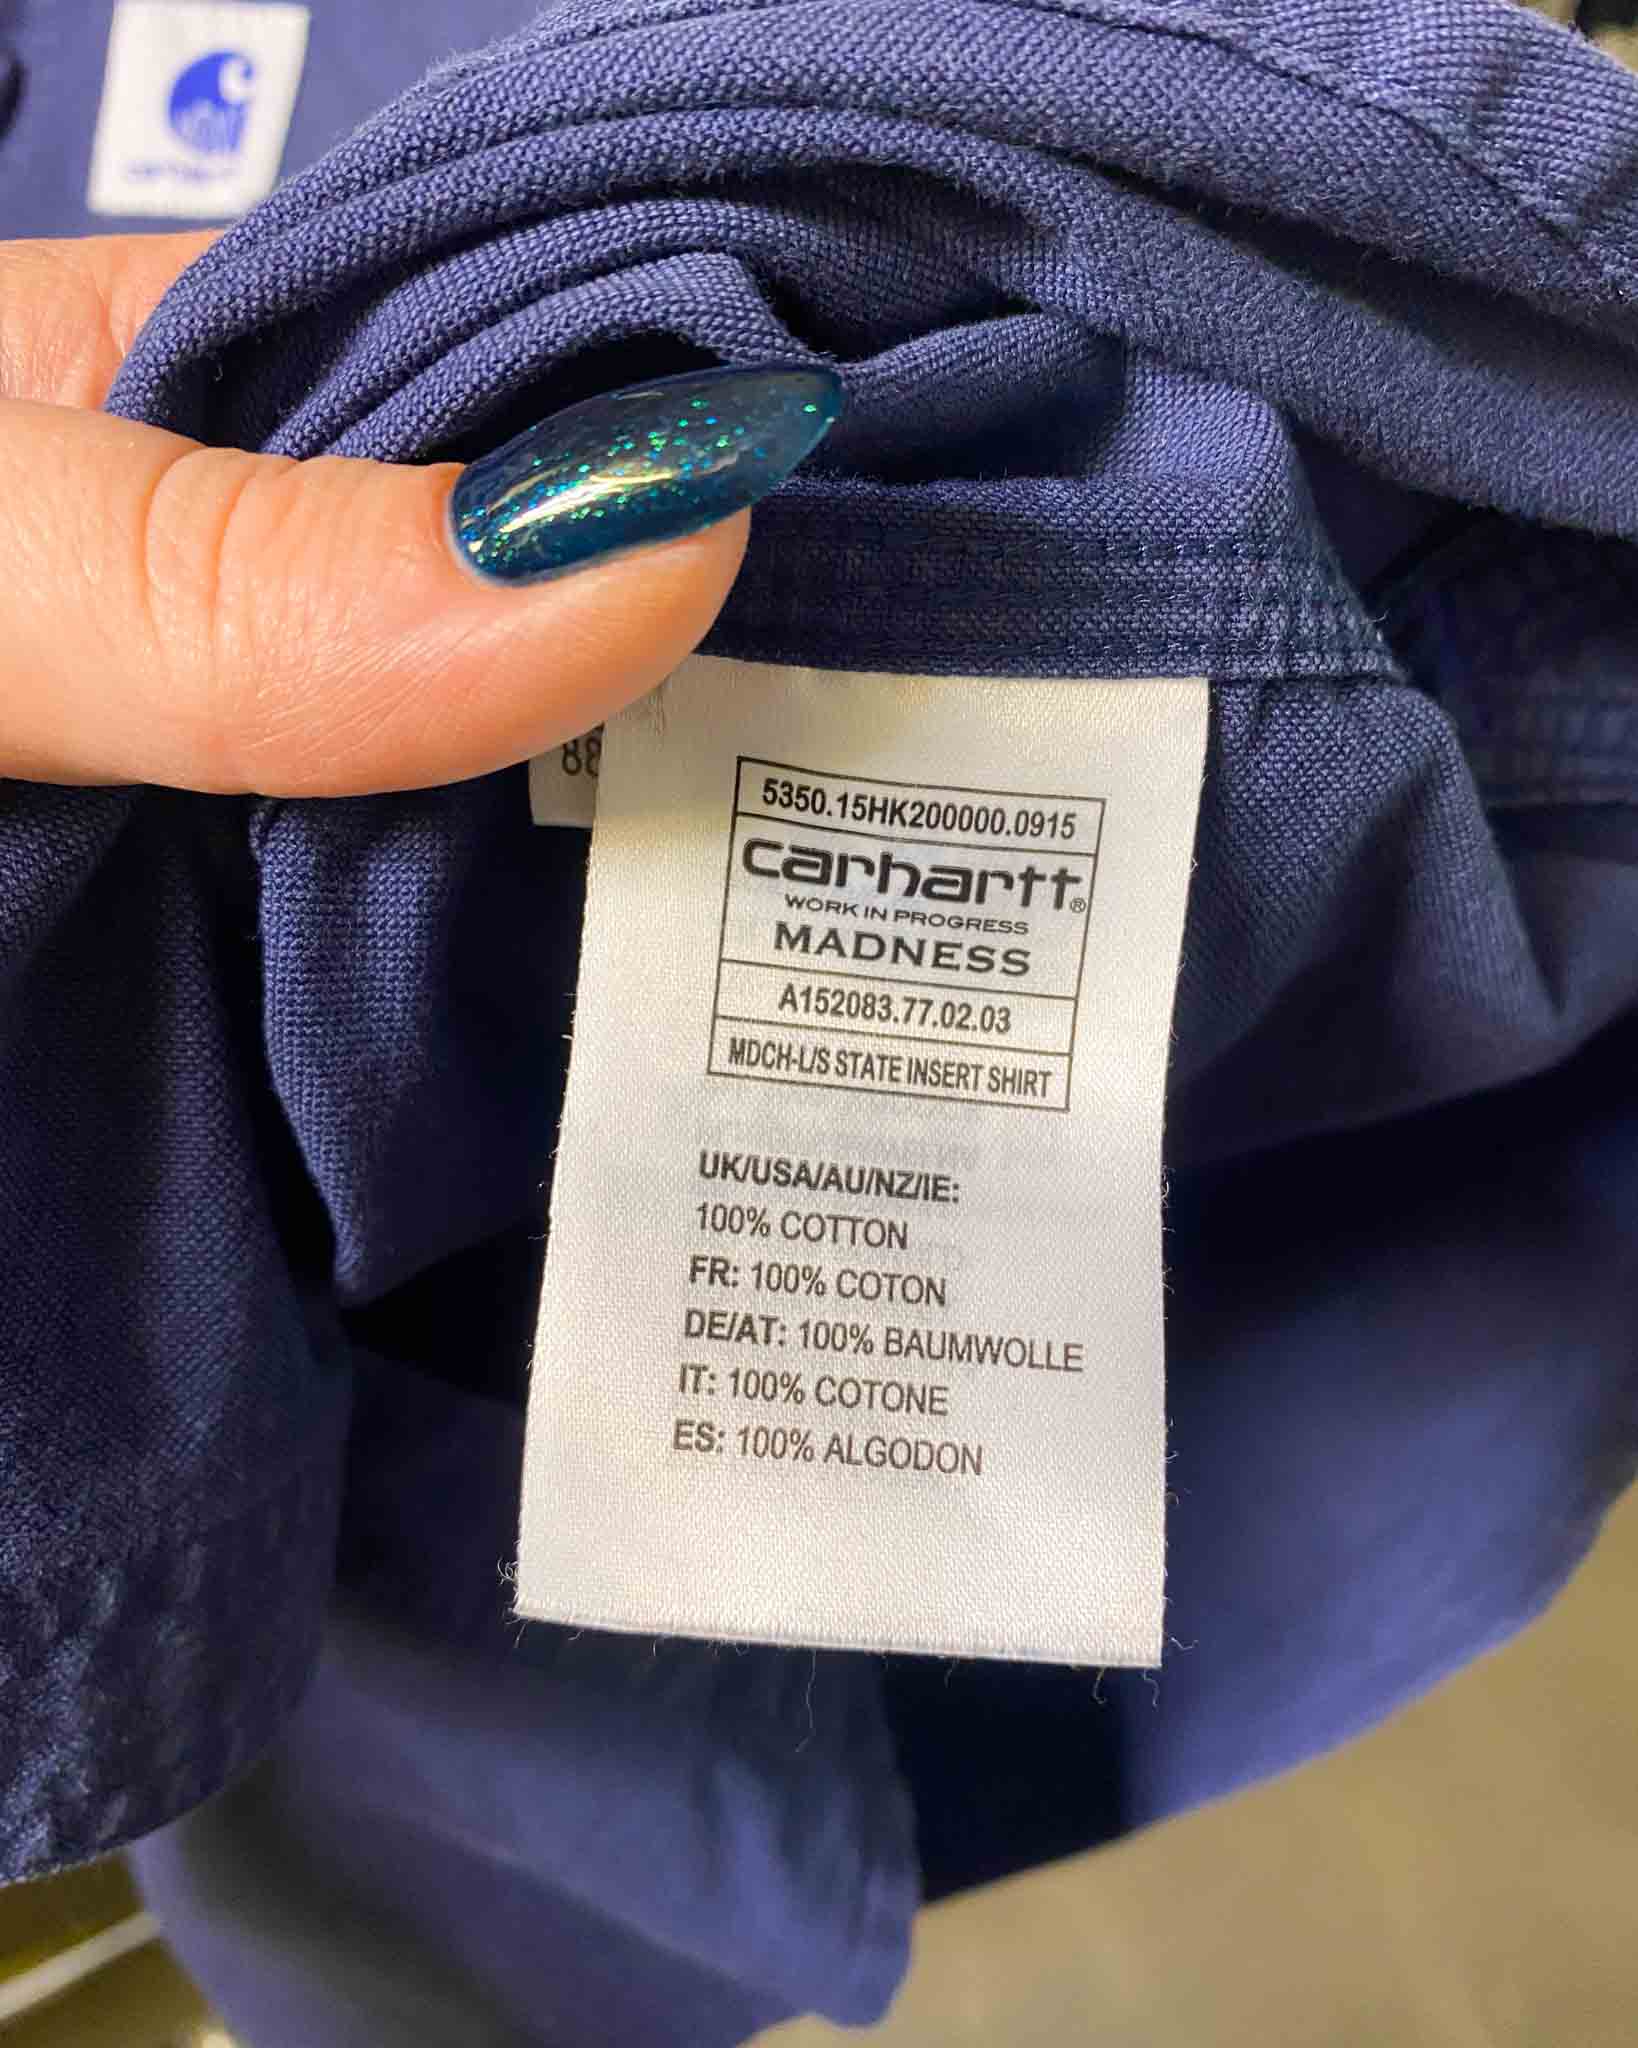 5350.15HK200000.0915
carhartt®
WORK IN PROGRESS
MADNESS
A152083.77.02.03
MDCH-L/S STATE INSERT SHIRT
UK/USA/AU/NZ/IE:
100% COTTON
FR: 100% COTON
DE/AT: 100% BAUMWOLLE
IT: 100% COTONE
ES: 100% ALGODON